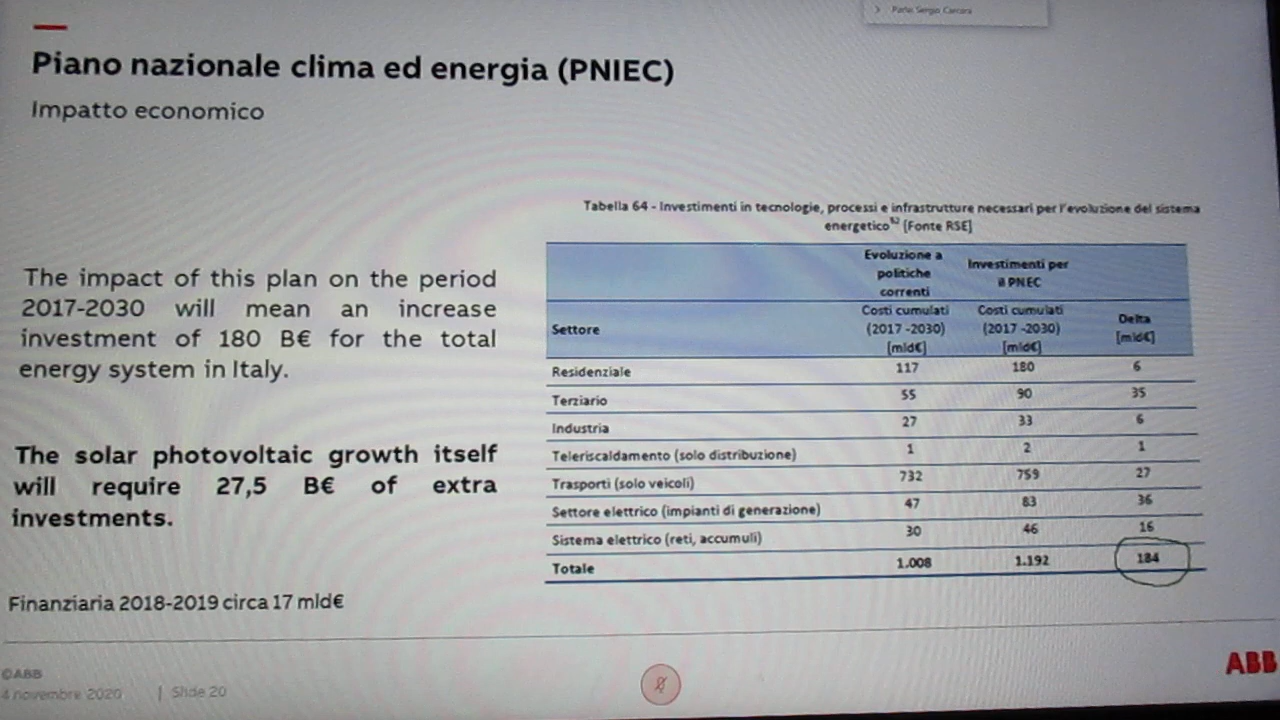 Parla: Sergio Carrara
Piano nazionale clima ed energia (PNIEC)
Impatto economico
Tabella 64 - Investimenti in tecnologie, processi e infrastrutture necessari per l'evoluzione del sistema
energetico⁵² [Fonte RSE]
The impact of this plan on the period
2017-2030 will mean an increase
investment of 180 B€ for the total
energy system in Italy.
The solar photovoltaic growth itself
will require 27,5 B€ of extra
investments.
Finanziaria 2018-2019 circa 17 mld€
Evoluzione a politiche correnti Investimenti per il PNEC
Settore Costi cumulati (2017 -2030) [mld€] Costi cumulati (2017 -2030) [mld€] Delta [mld€]
Residenziale 117 180 6
Terziario 55 90 35
Industria 27 33 6
Teleriscaldamento (solo distribuzione) 1 2 1
Trasporti (solo veicoli) 732 759 27
Settore elettrico (impianti di generazione) 47 83 36
Sistema elettrico (reti, accumuli) 30 46 16
Totale 1.008 1.192 184
©ABB
4 novembre 2020 | Slide 20
ABB